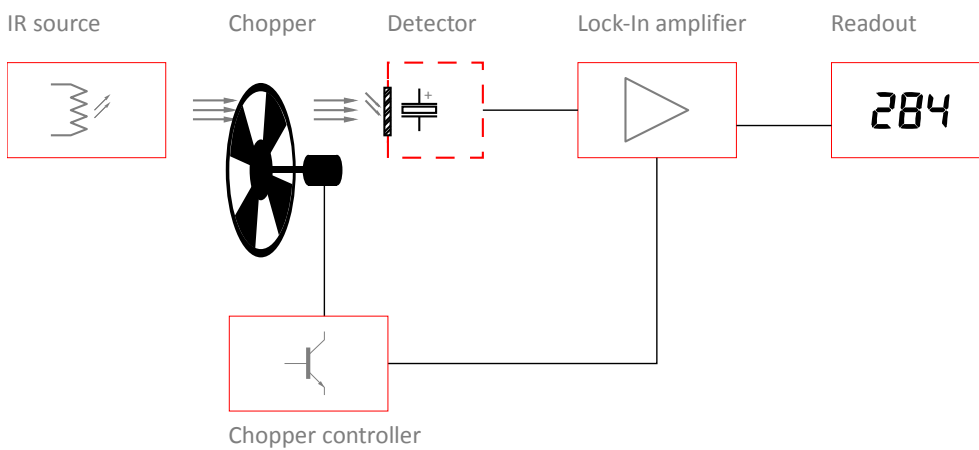 IR source
Chopper
Detector
Lock-In amplifier
Readout
+
284
Chopper controller